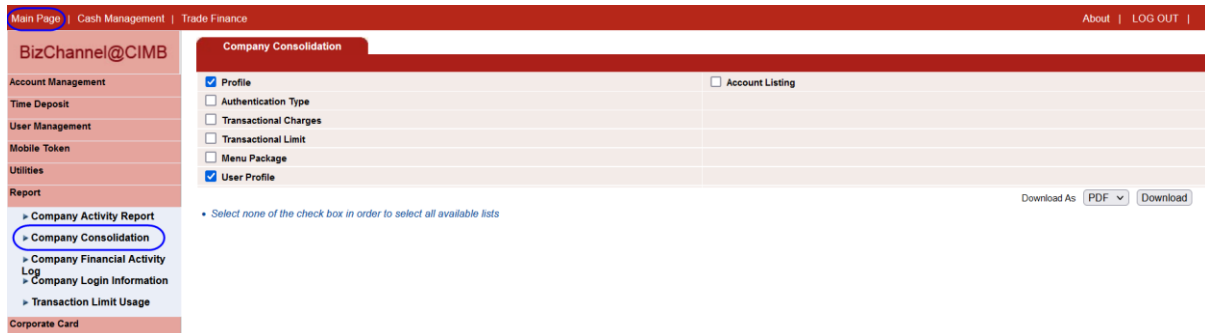 Main Page | Cash Management | Trade Finance
About | LOG OUT |
BizChannel@CIMB
Company Consolidation
Account Management
Time Deposit
User Management
Mobile Token
Utilities
Report
Company Activity Report
Company Consolidation
Company Financial Activity
Log
Company Login Information
Transaction Limit Usage
Corporate Card
Profile
Account Listing
Authentication Type
Transactional Charges
Transactional Limit
Menu Package
User Profile
Download As PDF Download
• Select none of the check box in order to select all available lists